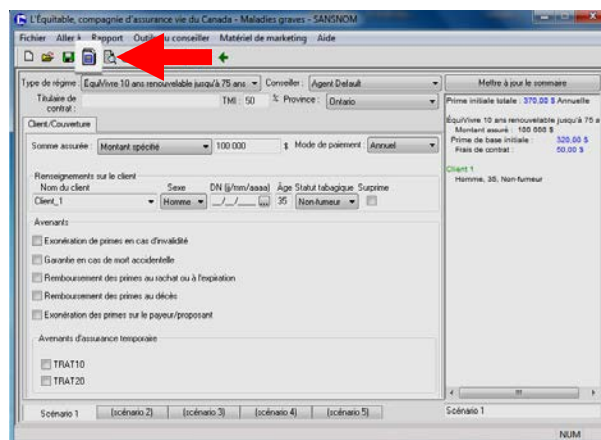 L'Équitable, compagnie d'assurance vie du Canada - Maladies graves - SANSNOM
Fichier Aller à Rapport Outils du conseiller Matériel de marketing Aide
Type de régime : ÉquiVivre 10 ans renouvelable jusqu'à 75 ans Conseiller : Agent Default
Titulaire de contrat : TMI : 50 % Province : Ontario
Client/Couverture
Somme assurée : Montant spécifié 100 000 $ Mode de paiement : Annuel
Renseignements sur le client
Nom du client Sexe DN (jj/mm/aaaa) Âge Statut tabagique Surprime
Client_1 Homme __/__/____ ... 35 Non-fumeur
Avenants
Exonération de primes en cas d'invalidité
Garantie en cas de mort accidentelle
Remboursement des primes au rachat ou à l'expiration
Remboursement des primes au décès
Exonération des primes sur le payeur/proposant
Avenants d'assurance temporaire
TRAT10
TRAT20
Scénario 1 (scénario 2) (scénario 3) (scénario 4) (scénario 5)
Mettre à jour le sommaire
Prime initiale totale : 370,00 $ Annuelle
ÉquiVivre 10 ans renouvelable jusqu'à 75 a
Montant assuré : 100 000 $
Prime de base initiale : 320,00 $
Frais de contrat : 50,00 $
Client 1
Homme, 35, Non-fumeur
Scénario 1
NUM